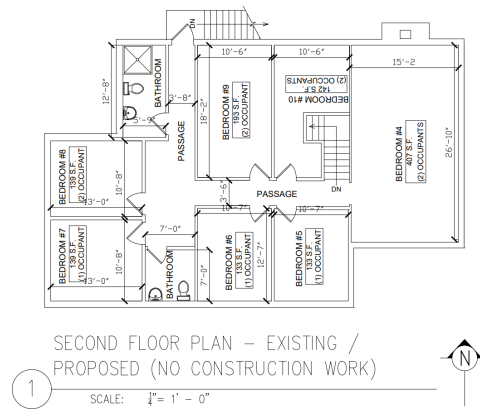 DN
10'-6"
10'-6"
15'-2
12'-8"
BATHROOM
3'-8"
5'-9"
18'-2"
BEDROOM #9
193 S.F.
(2) OCCUPANT
BEDROOM #10
142 S.F.
(2) OCCUPANTS
BEDROOM #4
407 S.F.
(2) OCCUPANTS
26'-10"
PASSAGE
BEDROOM #8
139 S.F.
(2) OCCUPANT
10'-8"
13'-0"
3'-6"
PASSAGE
DN
10'-7"
10'-7"
BEDROOM #7
139 S.F.
(1) OCCUPANT
10'-8"
13'-0"
7'-0"
BATHROOM
7'-0"
BEDROOM #6
133 S.F.
(1) OCCUPANT
12'-7"
BEDROOM #5
133 S.F.
(1) OCCUPANT
SECOND FLOOR PLAN - EXISTING /
PROPOSED (NO CONSTRUCTION WORK)
1
SCALE: 1/4"= 1' - 0"
N